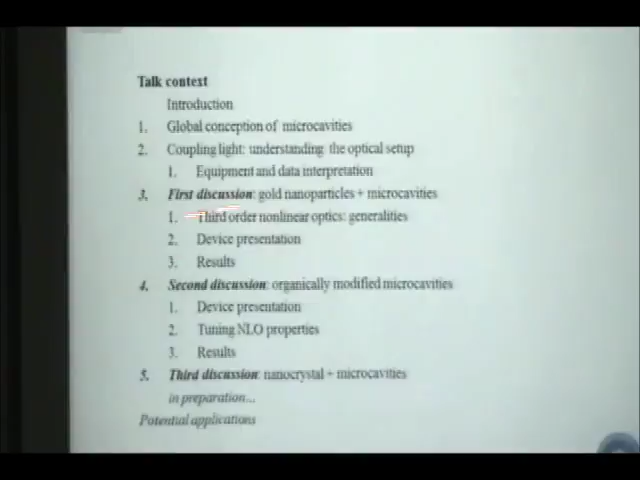 Talk context
Introduction
1. Global conception of microcavities
2. Coupling light: understanding the optical setup
1. Equipment and data interpretation
3. First discussion: gold nanoparticles + microcavities
1. Third order nonlinear optics: generalities
2. Device presentation
3. Results
4. Second discussion: organically modified microcavities
1. Device presentation
2. Tuning NLO properties
3. Results
5. Third discussion: nanocrystal + microcavities
in preparation...
Potential applications